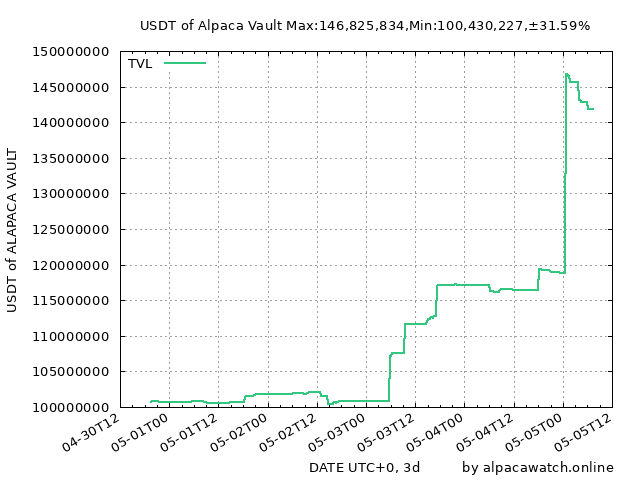 USDT of Alpaca Vault Max:146,825,834,Min:100,430,227,±31.59%
TVL
150000000
145000000
140000000
135000000
130000000
125000000
120000000
115000000
110000000
105000000
100000000
USDT of ALAPACA VAULT
04-30T12
05-01T00
05-01T12
05-02T00
05-02T12
05-03T00
05-03T12
05-04T00
05-04T12
05-05T00
05-05T12
DATE UTC+0, 3d
by alpacawatch.online